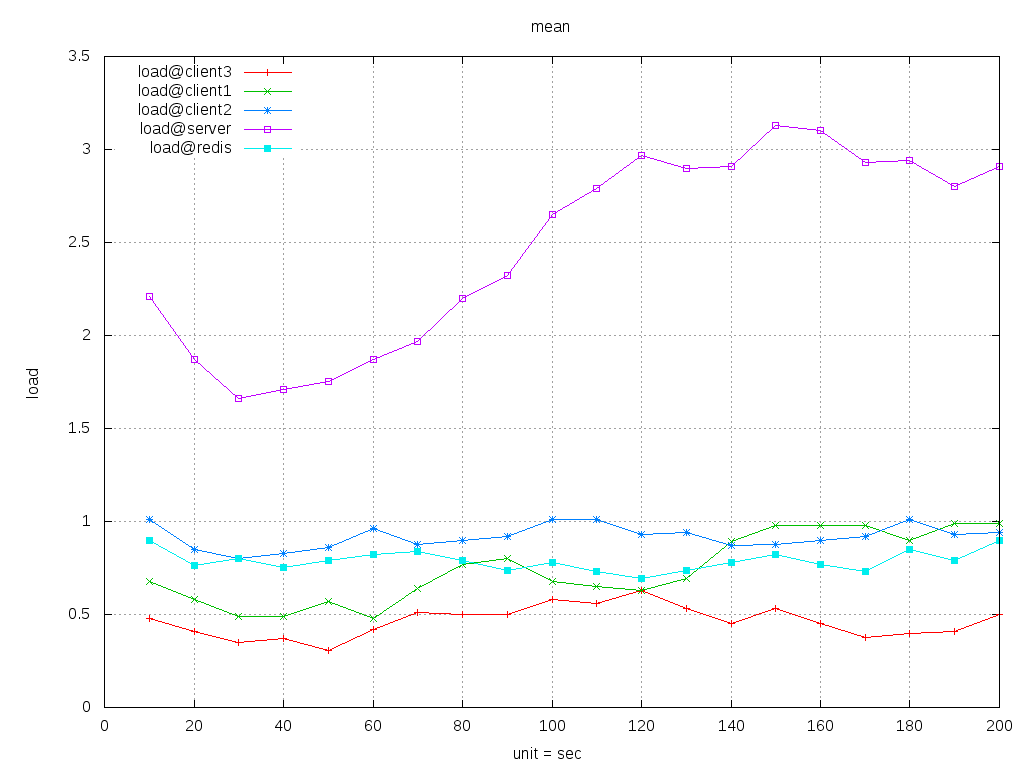 mean
3.5
3
2.5
2
1.5
1
0.5
0
load
load@client3
load@client1
load@client2
load@server
load@redis
0 20 40 60 80 100 120 140 160 180 200
unit = sec